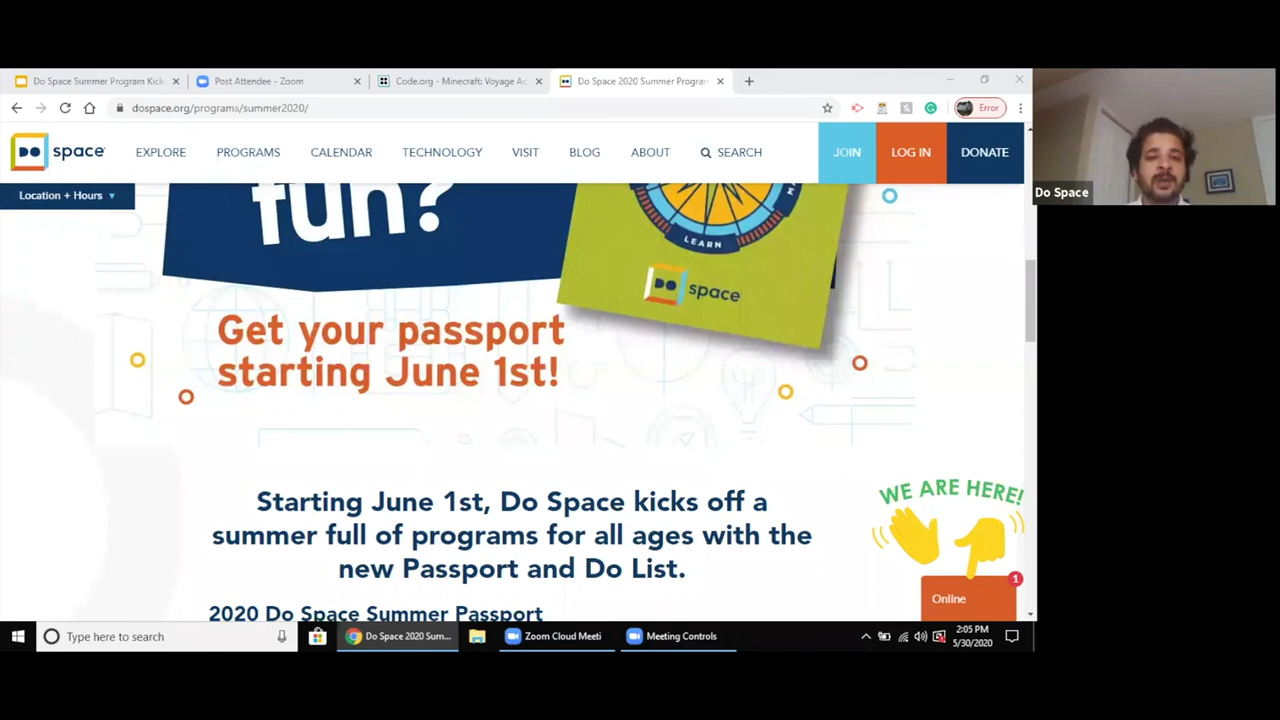 Do Space Summer Program Kick
Post Attendee - Zoom
Code.org - Minecraft: Voyage Aq
Do Space 2020 Summer Program
dospace.org/programs/summer2020/
Error
DO space
EXPLORE
PROGRAMS
CALENDAR
TECHNOLOGY
VISIT
BLOG
ABOUT
SEARCH
JOIN
LOG IN
DONATE
Do Space
Location + Hours
fun?
LEARN
DO space
Get your passport
starting June 1st!
Starting June 1st, Do Space kicks off a
summer full of programs for all ages with the
new Passport and Do List.
WE ARE HERE!
1
Online
2020 Do Space Summer Passport
Type here to search
Do Space 2020 Sum...
Zoom Cloud Meeti
Meeting Controls
2:05 PM
5/30/2020